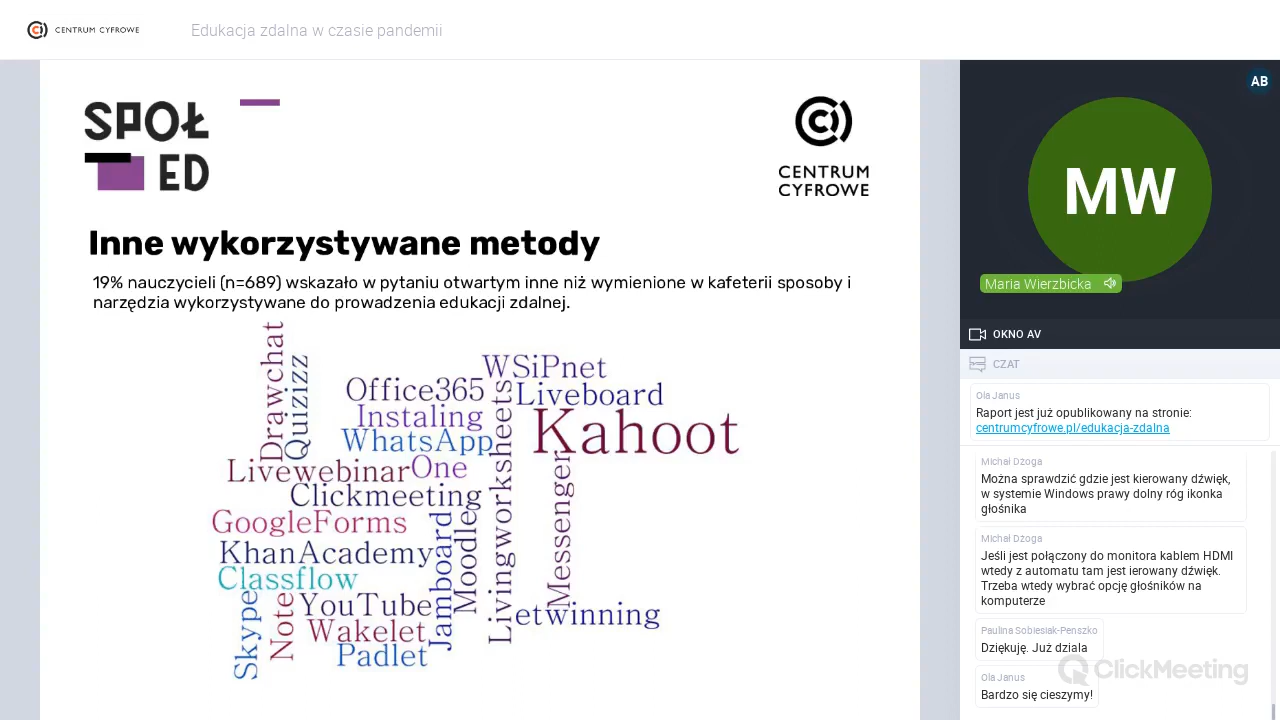 CENTRUM CYFROWE
Edukacja zdalna w czasie pandemii
SPOŁ
ED
CENTRUM
CYFROWE
Inne wykorzystywane metody
19% nauczycieli (n=689) wskazało w pytaniu otwartym inne niż wymienione w kafeterii sposoby i
narzędzia wykorzystywane do prowadzenia edukacji zdalnej.
Drawchat
Quizizz
Office365
WSiPnet
Liveboard
Instaling
WhatsApp
Kahoot
Livewebinar
One
Clickmeeting
Livingworksheets
Messenger
GoogleForms
KhanAcademy
Jamboard
Moodle
Classflow
Skype
Note
YouTube
etwinning
Wakelet
Padlet
AB
MW
Maria Wierzbicka
OKNO AV
CZAT
Ola Janus
Raport jest już opublikowany na stronie:
centrumcyfrowe.pl/edukacja-zdalna
Michał Dżoga
Można sprawdzić gdzie jest kierowany dźwięk,
w systemie Windows prawy dolny róg ikonka
głośnika
Michał Dżoga
Jeśli jest połączony do monitora kablem HDMI
wtedy z automatu tam jest ierowany dźwięk.
Trzeba wtedy wybrać opcję głośników na
komputerze
Paulina Sobiesiak-Penszko
Dziękuję. Już dziala
ClickMeeting
Ola Janus
Bardzo się cieszymy!